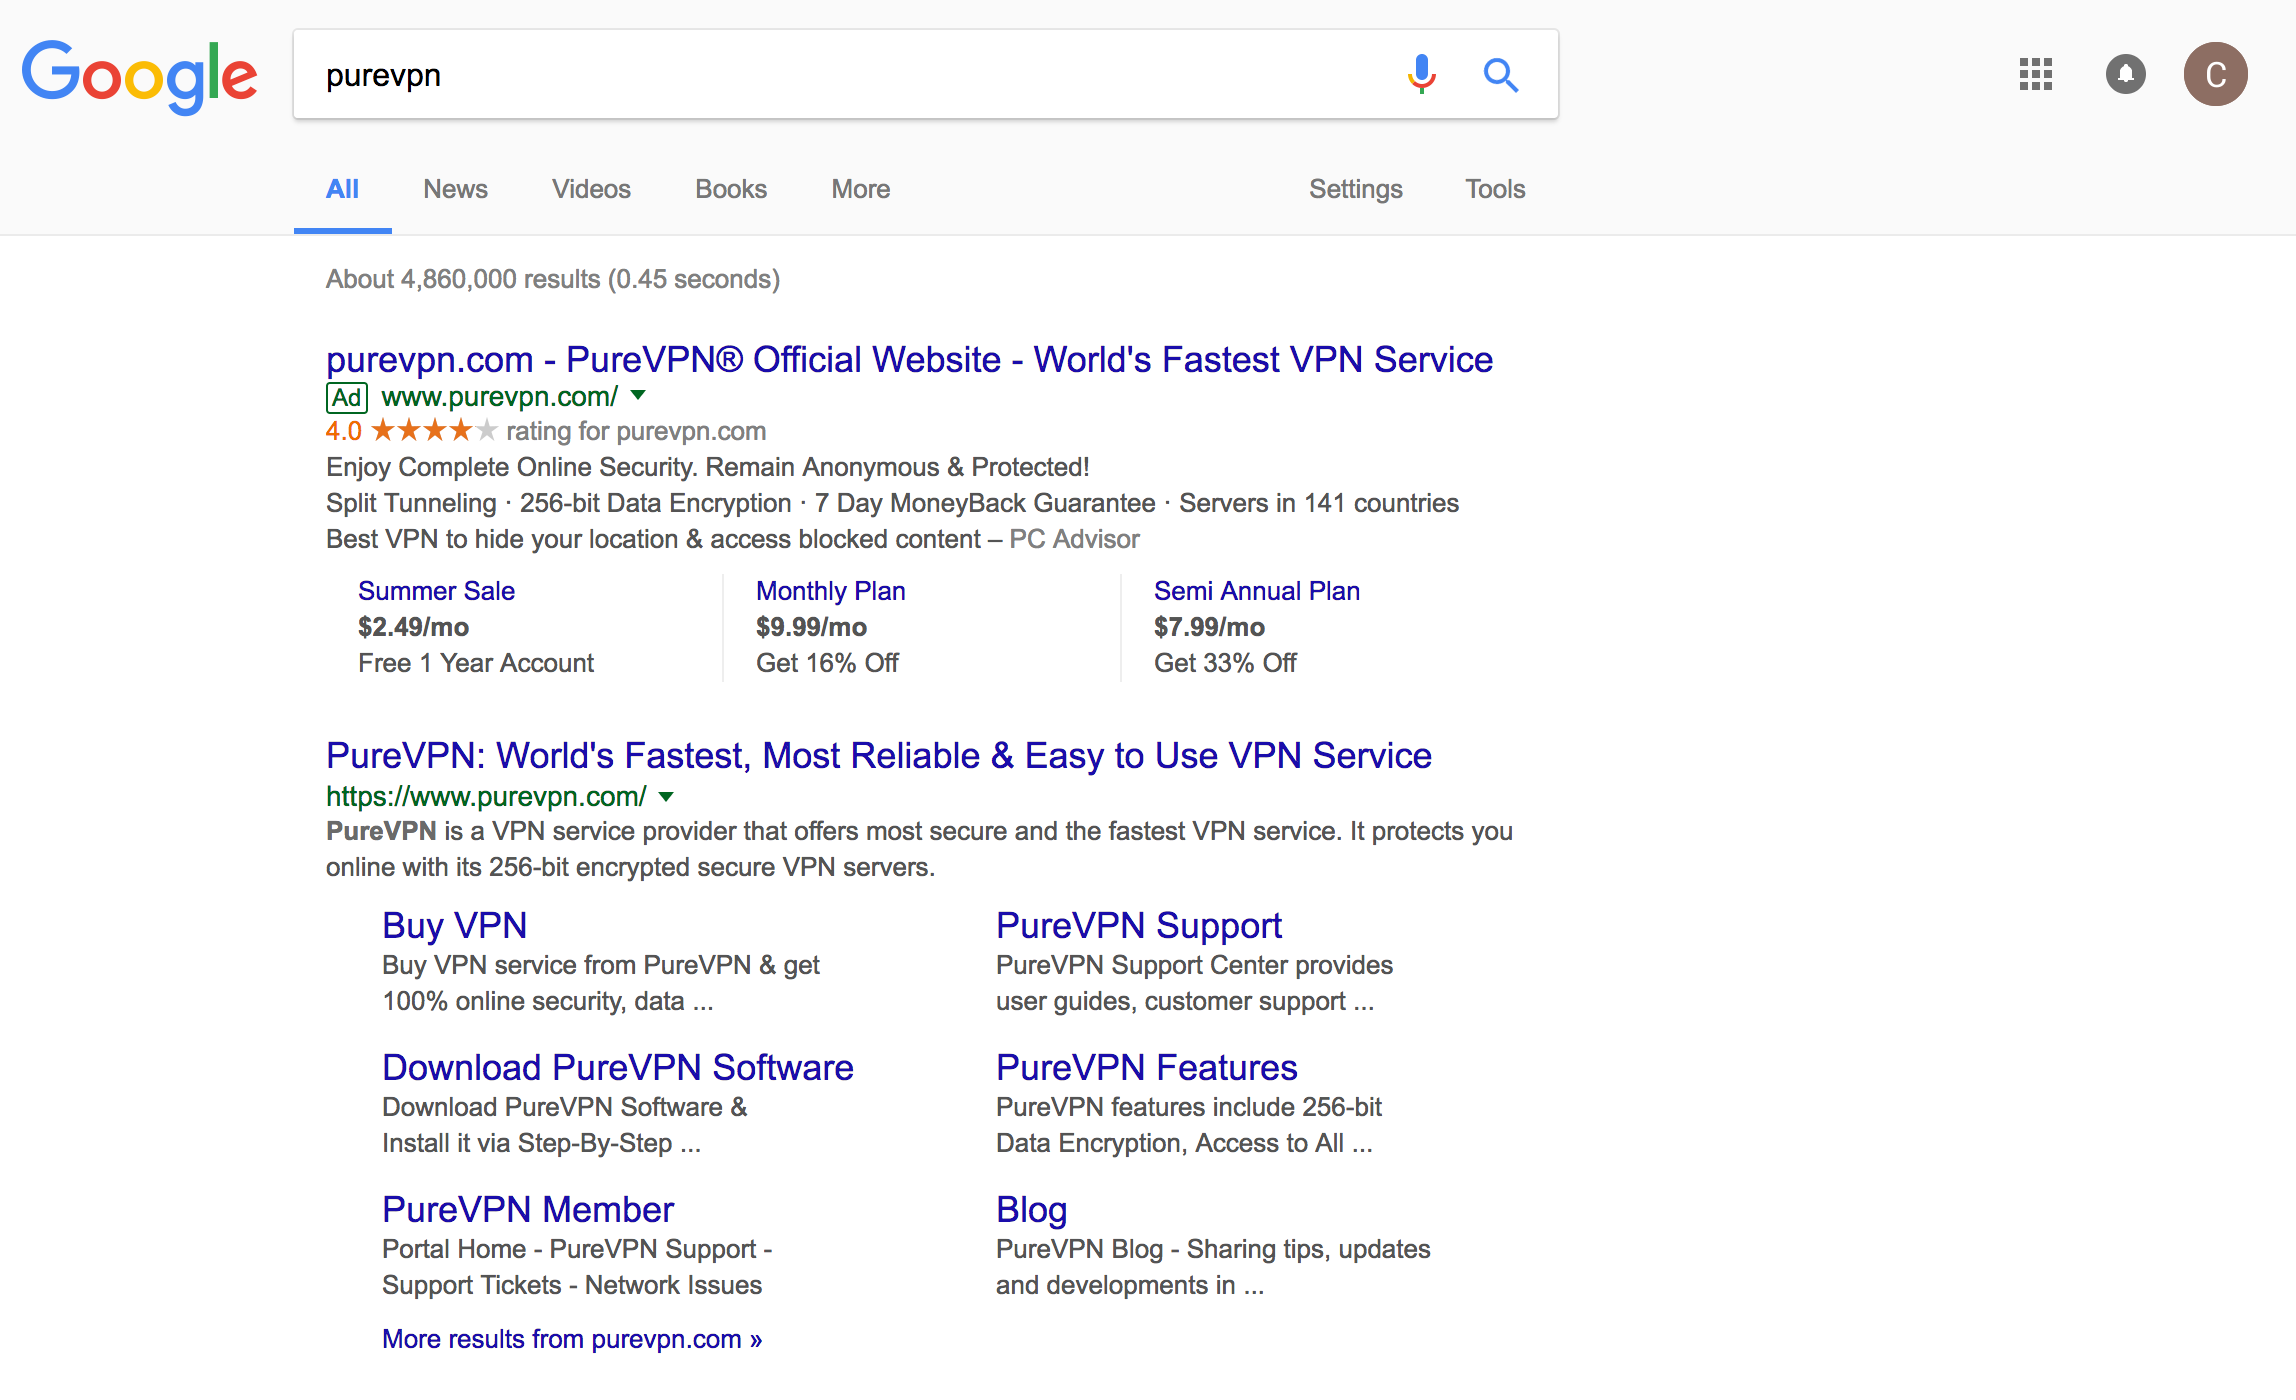 Google
purevpn
C
All News Videos Books More Settings Tools
About 4,860,000 results (0.45 seconds)
purevpn.com - PureVPN® Official Website - World's Fastest VPN Service
Ad www.purevpn.com/
4.0 ★★★★★ rating for purevpn.com
Enjoy Complete Online Security. Remain Anonymous & Protected!
Split Tunneling · 256-bit Data Encryption · 7 Day MoneyBack Guarantee · Servers in 141 countries
Best VPN to hide your location & access blocked content – PC Advisor
Summer Sale
$2.49/mo
Free 1 Year Account
Monthly Plan
$9.99/mo
Get 16% Off
Semi Annual Plan
$7.99/mo
Get 33% Off
PureVPN: World's Fastest, Most Reliable & Easy to Use VPN Service
https://www.purevpn.com/
PureVPN is a VPN service provider that offers most secure and the fastest VPN service. It protects you
online with its 256-bit encrypted secure VPN servers.
Buy VPN
Buy VPN service from PureVPN & get
100% online security, data ...
PureVPN Support
PureVPN Support Center provides
user guides, customer support ...
Download PureVPN Software
Download PureVPN Software &
Install it via Step-By-Step ...
PureVPN Features
PureVPN features include 256-bit
Data Encryption, Access to All ...
PureVPN Member
Portal Home - PureVPN Support -
Support Tickets - Network Issues
Blog
PureVPN Blog - Sharing tips, updates
and developments in ...
More results from purevpn.com »